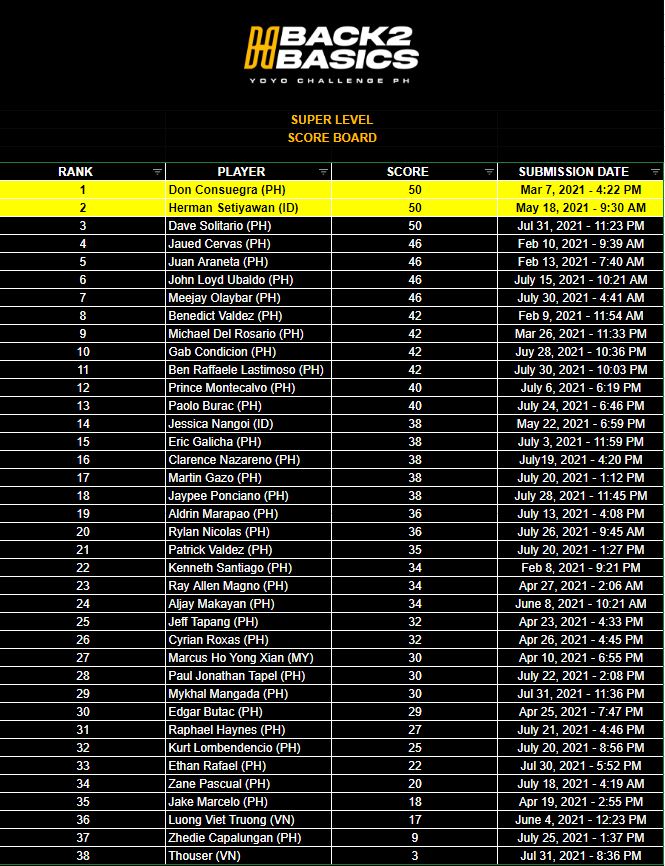 BACK2
BASICS
YOYO CHALLENGE PH
SUPER LEVEL
SCORE BOARD
RANK PLAYER SCORE SUBMISSION DATE
1 Don Consuegra (PH) 50 Mar 7, 2021 - 4:22 PM
2 Herman Setiyawan (ID) 50 May 18, 2021 - 9:30 AM
3 Dave Solitario (PH) 50 Jul 31, 2021 - 11:23 PM
4 Jaued Cervas (PH) 46 Feb 10, 2021 - 9:39 AM
5 Juan Araneta (PH) 46 Feb 13, 2021 - 7:40 AM
6 John Loyd Ubaldo (PH) 46 July 15, 2021 - 10:21 AM
7 Meejay Olaybar (PH) 46 July 30, 2021 - 4:41 AM
8 Benedict Valdez (PH) 42 Feb 9, 2021 - 11:54 AM
9 Michael Del Rosario (PH) 42 Mar 26, 2021 - 11:33 PM
10 Gab Condicion (PH) 42 Juy 28, 2021 - 10:36 PM
11 Ben Raffaele Lastimoso (PH) 42 July 30, 2021 - 10:03 PM
12 Prince Montecalvo (PH) 40 July 6, 2021 - 6:19 PM
13 Paolo Burac (PH) 40 July 24, 2021 - 6:46 PM
14 Jessica Nangoi (ID) 38 May 22, 2021 - 6:59 PM
15 Eric Galicha (PH) 38 July 3, 2021 - 11:59 PM
16 Clarence Nazareno (PH) 38 July19, 2021 - 4:20 PM
17 Martin Gazo (PH) 38 July 20, 2021 - 1:12 PM
18 Jaypee Ponciano (PH) 38 July 28, 2021 - 11:45 PM
19 Aldrin Marapao (PH) 36 July 13, 2021 - 4:08 PM
20 Rylan Nicolas (PH) 36 July 26, 2021 - 9:45 AM
21 Patrick Valdez (PH) 35 July 20, 2021 - 1:27 PM
22 Kenneth Santiago (PH) 34 Feb 8, 2021 - 9:21 PM
23 Ray Allen Magno (PH) 34 Apr 27, 2021 - 2:06 AM
24 Aljay Makayan (PH) 34 June 8, 2021 - 10:21 AM
25 Jeff Tapang (PH) 32 Apr 23, 2021 - 4:33 PM
26 Cyrian Roxas (PH) 32 Apr 26, 2021 - 4:45 PM
27 Marcus Ho Yong Xian (MY) 30 Apr 10, 2021 - 6:55 PM
28 Paul Jonathan Tapel (PH) 30 July 22, 2021 - 2:08 PM
29 Mykhal Mangada (PH) 30 Jul 31, 2021 - 11:36 PM
30 Edgar Butac (PH) 29 Apr 25, 2021 - 7:47 PM
31 Raphael Haynes (PH) 27 July 21, 2021 - 4:46 PM
32 Kurt Lombendencio (PH) 25 July 20, 2021 - 8:56 PM
33 Ethan Rafael (PH) 22 Jul 30, 2021 - 5:52 PM
34 Zane Pascual (PH) 20 July 18, 2021 - 4:19 AM
35 Jake Marcelo (PH) 18 Apr 19, 2021 - 2:55 PM
36 Luong Viet Truong (VN) 17 June 4, 2021 - 12:23 PM
37 Zhedie Capalungan (PH) 9 July 25, 2021 - 1:37 PM
38 Thouser (VN) 3 Jul 31, 2021 - 8:36 PM